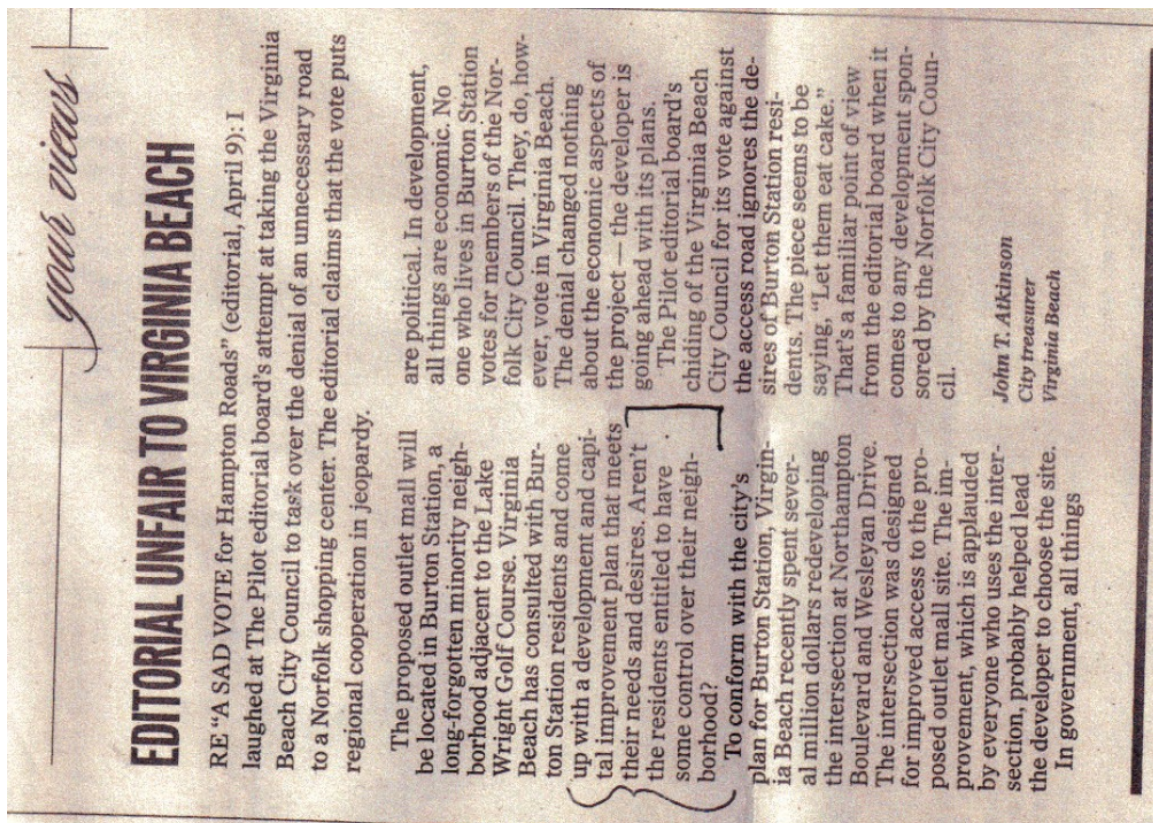 your views
EDITORIAL UNFAIR TO VIRGINIA BEACH
RE "A SAD VOTE for Hampton Roads" (editorial, April 9): I
laughed at The Pilot editorial board's attempt at taking the Virginia
Beach City Council to task over the denial of an unnecessary road
to a Norfolk shopping center. The editorial claims that the vote puts
regional cooperation in jeopardy.
The proposed outlet mall will
be located in Burton Station, a
long-forgotten minority neigh-
borhood adjacent to the Lake
Wright Golf Course. Virginia
Beach has consulted with Bur-
ton Station residents and come
up with a development and capi-
tal improvement plan that meets
their needs and desires. Aren't
the residents entitled to have
some control over their neigh-
borhood?
To conform with the city's
plan for Burton Station, Virgin-
ia Beach recently spent sever-
al million dollars redeveloping
the intersection at Northampton
Boulevard and Wesleyan Drive.
The intersection was designed
for improved access to the pro-
posed outlet mall site. The im-
provement, which is applauded
by everyone who uses the inter-
section, probably helped lead
the developer to choose the site.
In government, all things
are political. In development,
all things are economic. No
one who lives in Burton Station
votes for members of the Nor-
folk City Council. They, do, how-
ever, vote in Virginia Beach.
The denial changed nothing
about the economic aspects of
the project — the developer is
going ahead with its plans.
The Pilot editorial board's
chiding of the Virginia Beach
City Council for its vote against
the access road ignores the de-
sires of Burton Station resi-
dents. The piece seems to be
saying, "Let them eat cake."
That's a familiar point of view
from the editorial board when it
comes to any development spon-
sored by the Norfolk City Coun-
cil.
John T. Atkinson
City treasurer
Virginia Beach